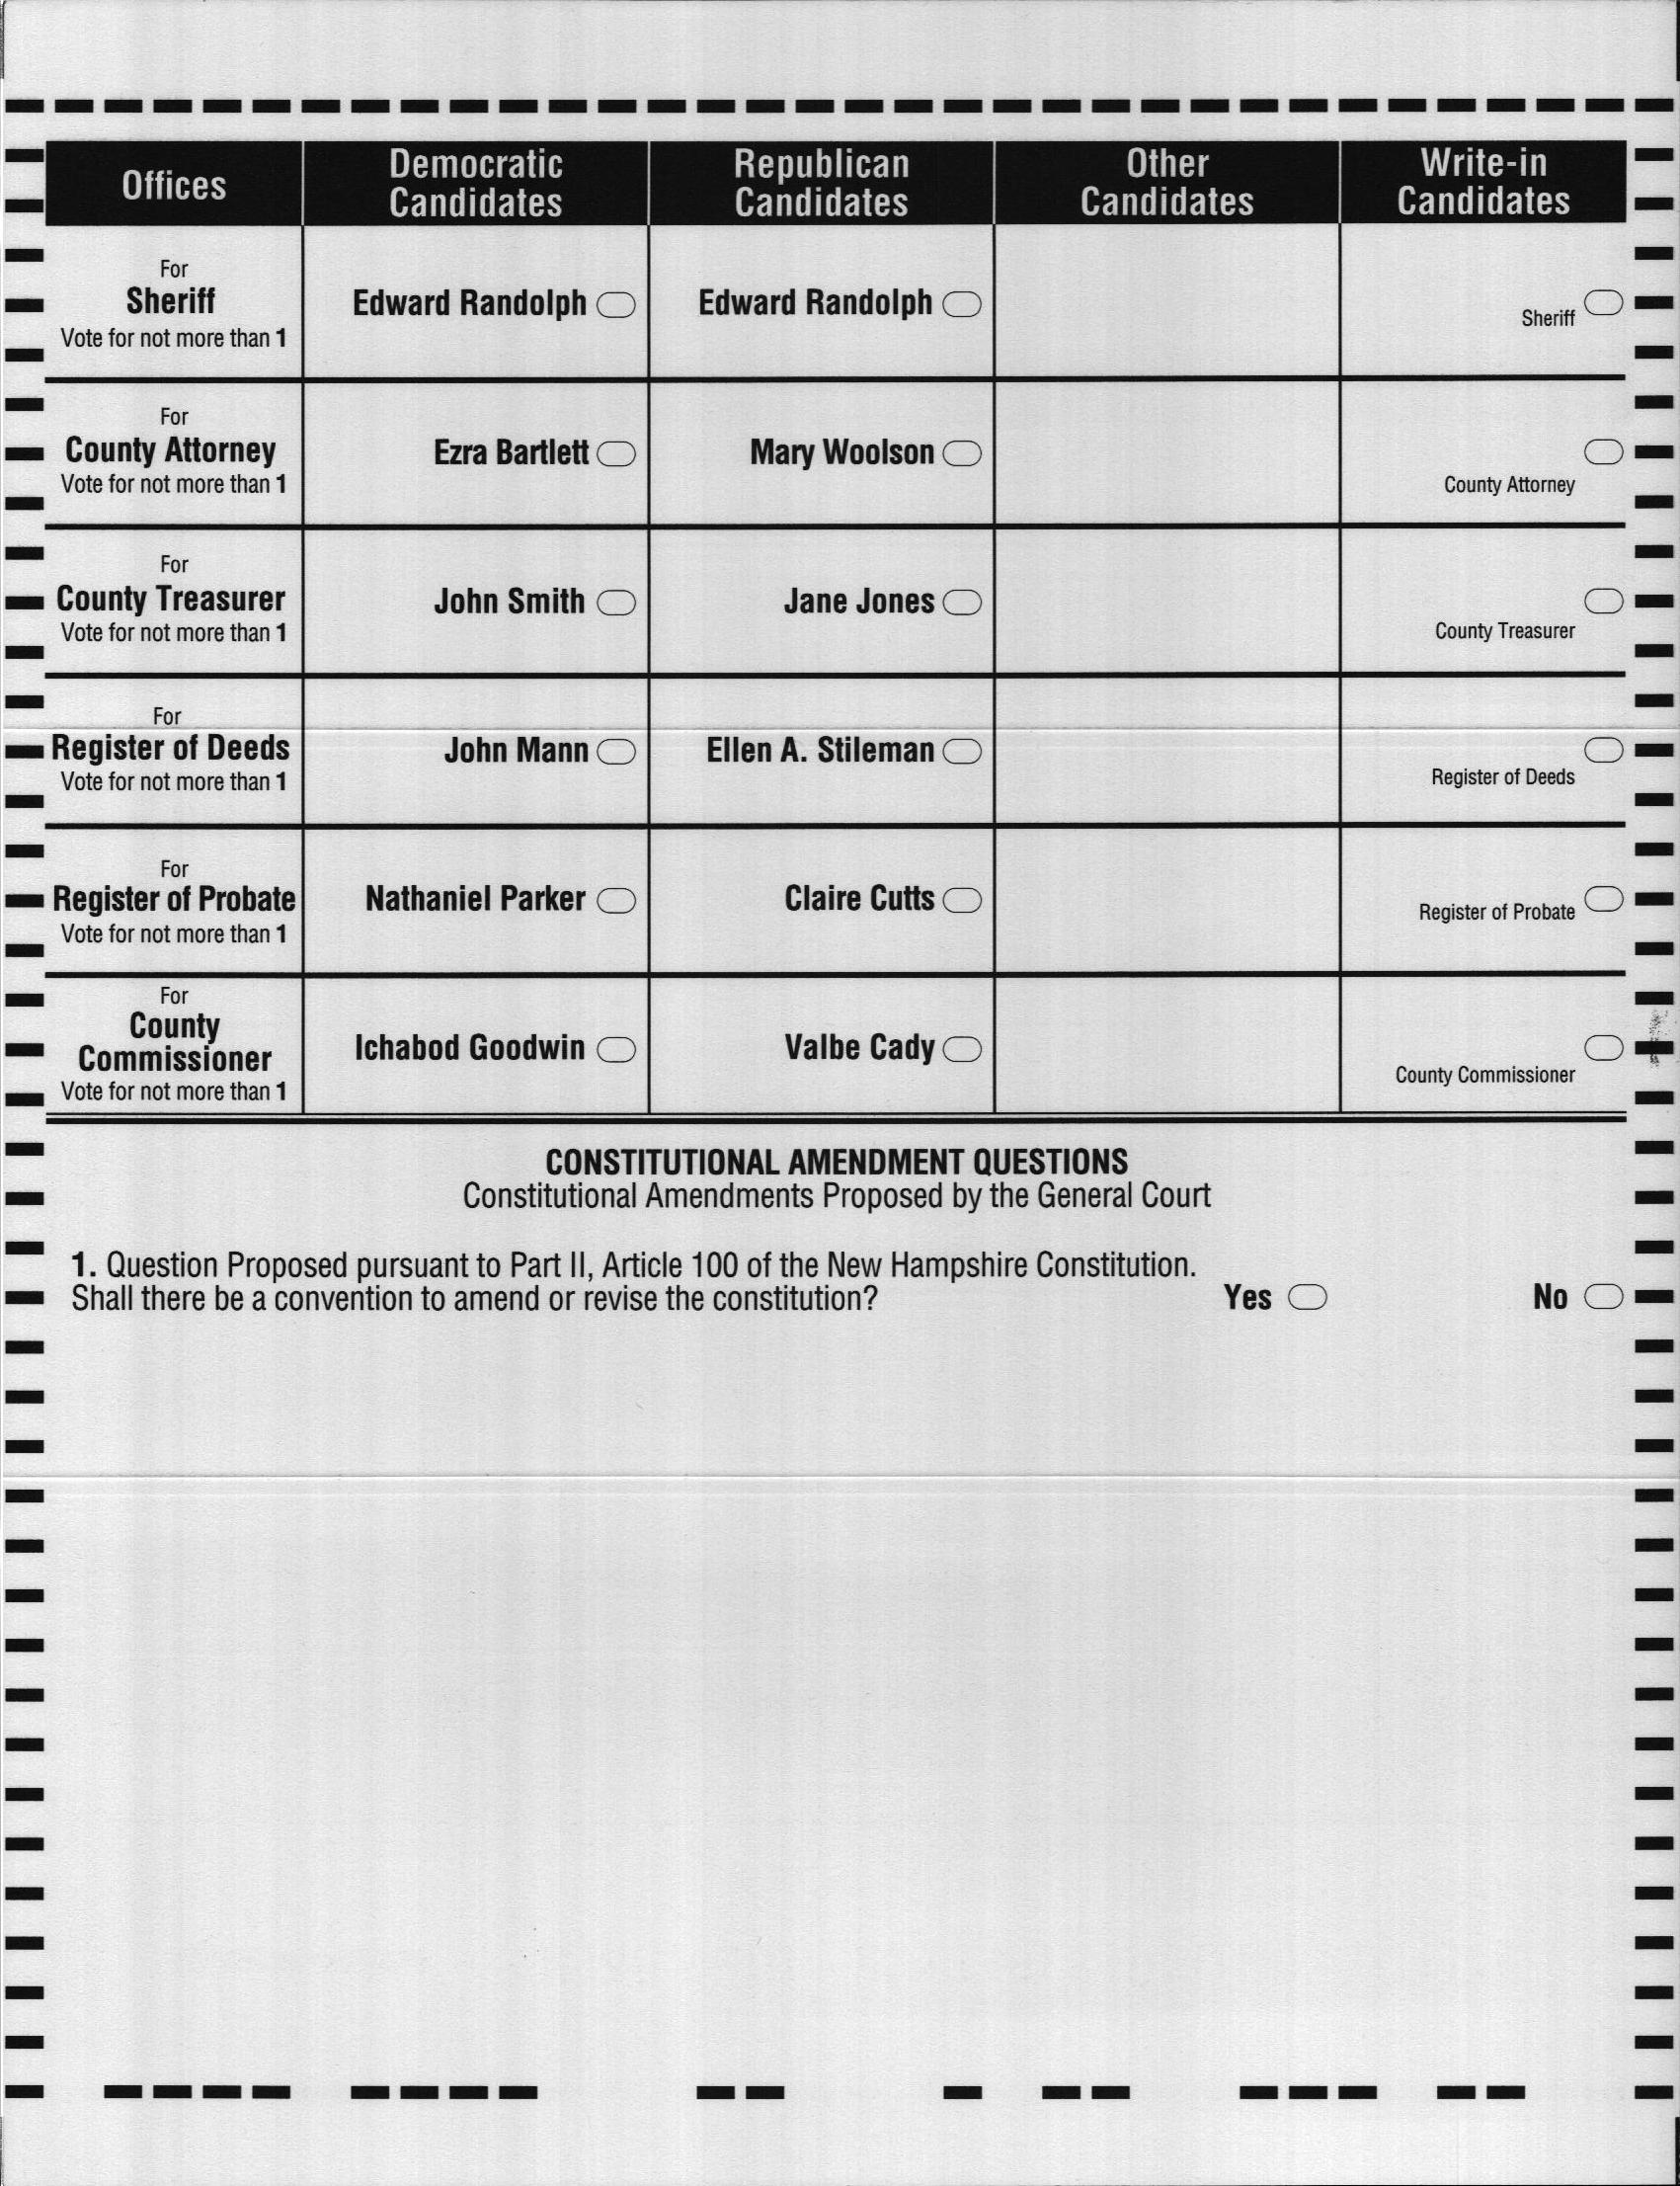 Offices
Democratic
Candidates
Republican
Candidates
Other
Candidates
Write-in
Candidates
For
Sheriff
Vote for not more than 1
Edward Randolph
Edward Randolph
Sheriff
For
County Attorney
Vote for not more than 1
Ezra Bartlett
Mary Woolson
County Attorney
For
County Treasurer
Vote for not more than 1
John Smith
Jane Jones
County Treasurer
For
Register of Deeds
Vote for not more than 1
John Mann
Ellen A. Stileman
Register of Deeds
For
Register of Probate
Vote for not more than 1
Nathaniel Parker
Claire Cutts
Register of Probate
For
County
Commissioner
Vote for not more than 1
Ichabod Goodwin
Valbe Cady
County Commissioner
CONSTITUTIONAL AMENDMENT QUESTIONS
Constitutional Amendments Proposed by the General Court
1. Question Proposed pursuant to Part II, Article 100 of the New Hampshire Constitution.
Shall there be a convention to amend or revise the constitution?
Yes
No